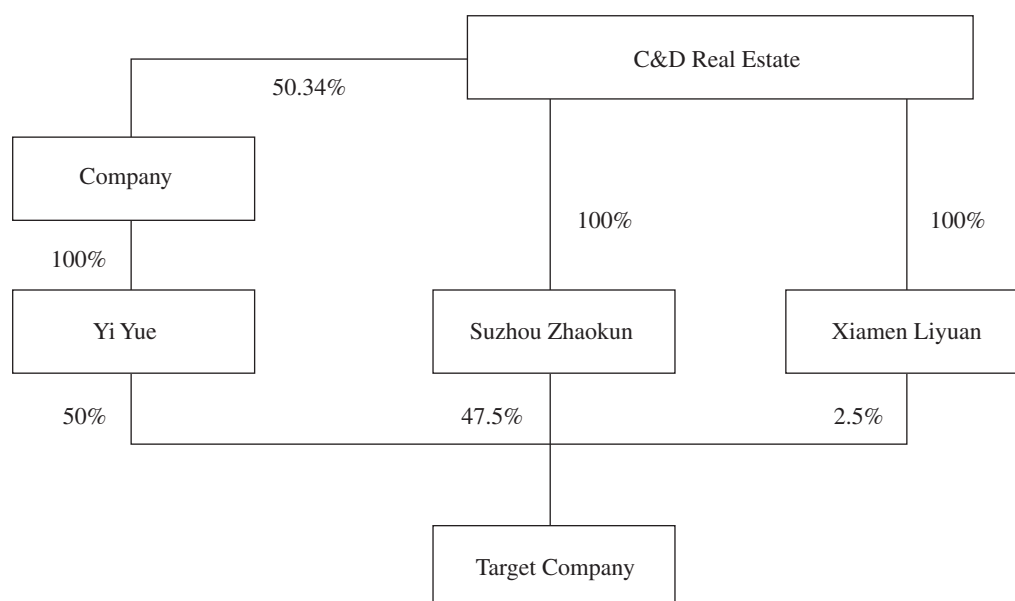 C&D Real Estate
50.34%
Company
100%
100%
100%
Yi Yue
Suzhou Zhaokun
Xiamen Liyuan
50%
47.5%
2.5%
Target Company